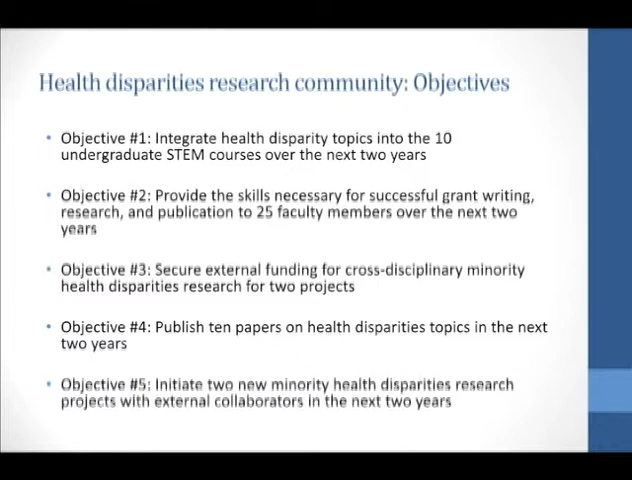 Health disparities research community: Objectives
• Objective #1: Integrate health disparity topics into the 10
undergraduate STEM courses over the next two years
• Objective #2: Provide the skills necessary for successful grant writing,
research, and publication to 25 faculty members over the next two
years
• Objective #3: Secure external funding for cross-disciplinary minority
health disparities research for two projects
• Objective #4: Publish ten papers on health disparities topics in the next
two years
• Objective #5: Initiate two new minority health disparities research
projects with external collaborators in the next two years